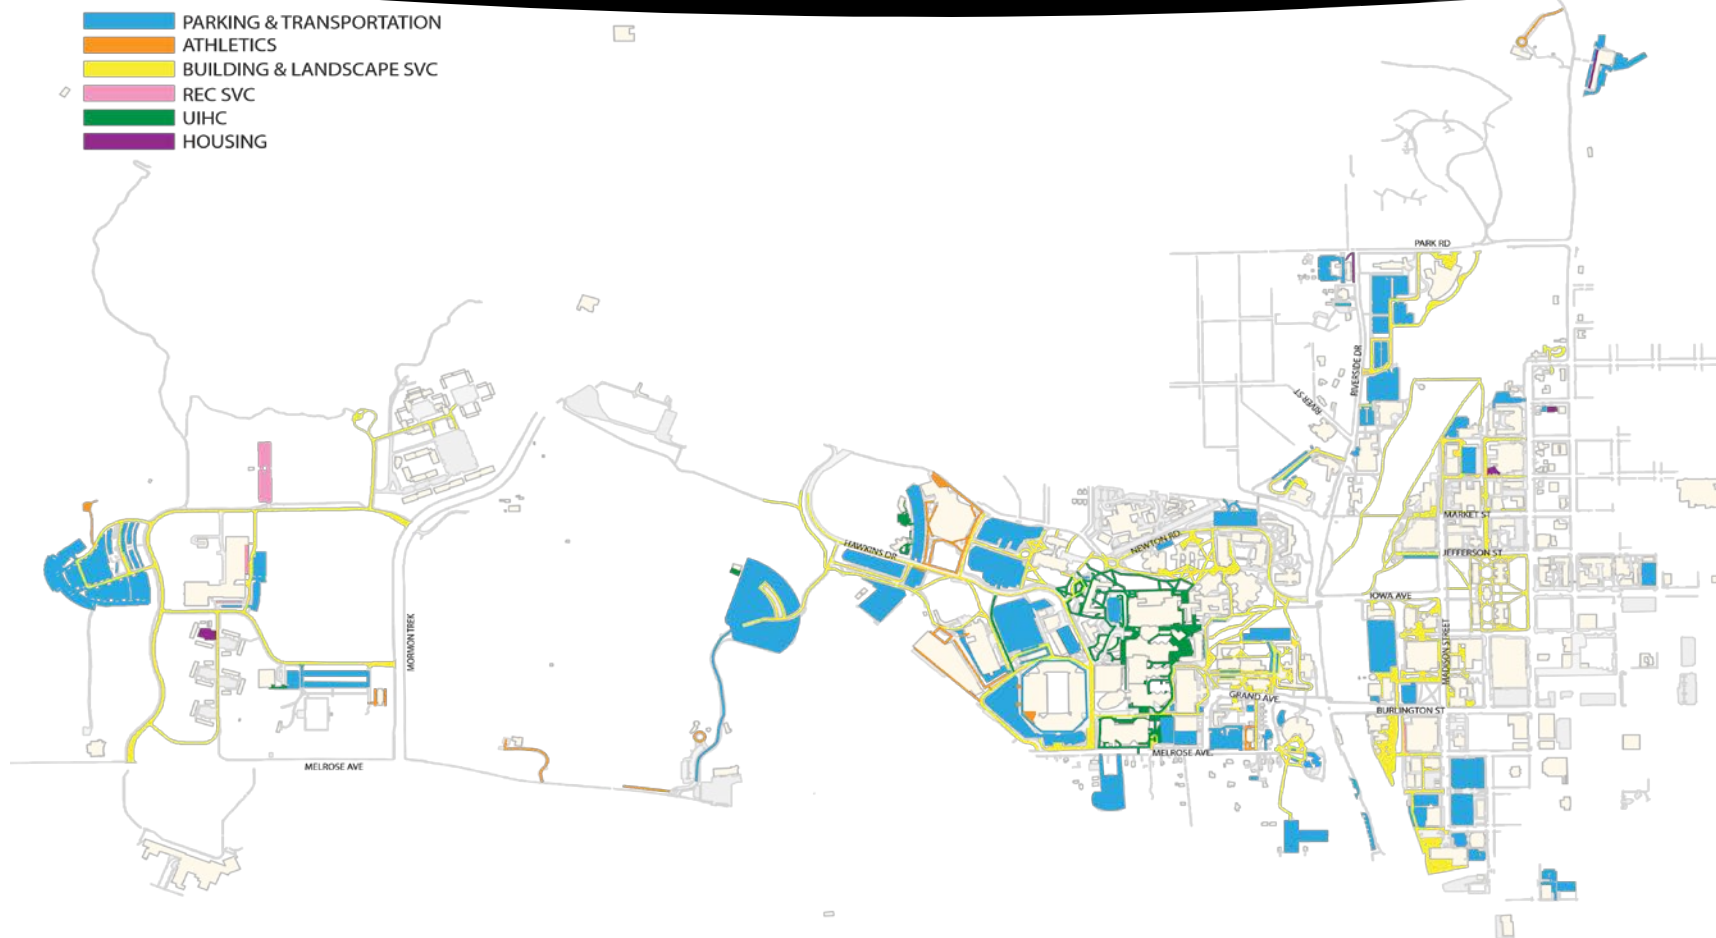 PARKING & TRANSPORTATION
ATHLETICS
BUILDING & LANDSCAPE SVC
REC SVC
UIHC
HOUSING
PARK RD
RIVERSIDE DR
RIVER ST
MARKET ST
NEWTON RD
HAWKINS DR
JEFFERSON ST
IOWA AVE
MORMON TREK
MADISON STREET
GRAND AVE
BURLINGTON ST
MELROSE AVE
MELROSE AVE